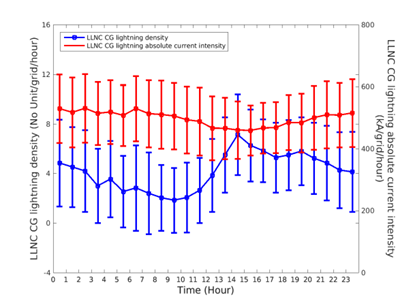 LLNC CG lightning density
LLNC CG lightning absolute current intensity
LLNC CG lightning density (No Unit/grid/hour)
16
12
8
4
0
-4
800
600
400
200
0
LLNC CG lightning absolute current intensity
(kA/grid/hour)
0 1 2 3 4 5 6 7 8 9 10 11 12 13 14 15 16 17 18 19 20 21 22 23
Time (Hour)